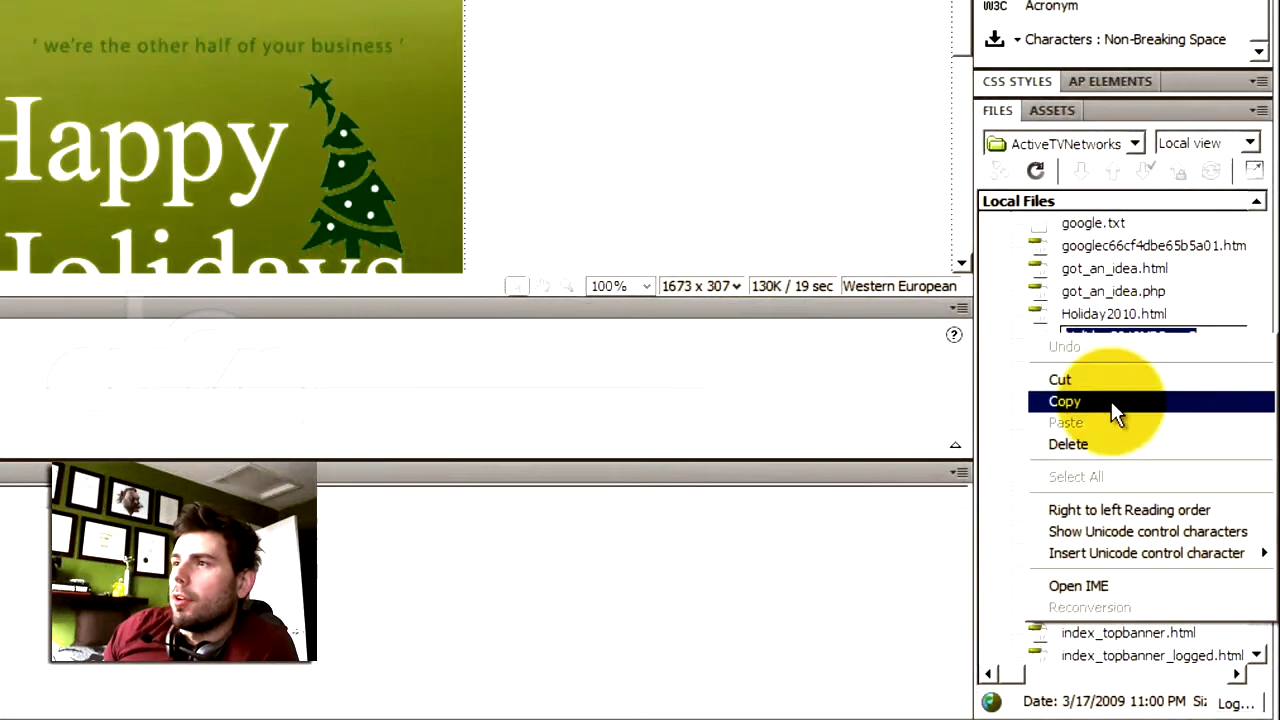 ' we're the other half of your business '
Happy
Holidays
W3C Acronym
Characters : Non-Breaking Space
CSS STYLES AP ELEMENTS
FILES ASSETS
ActiveTVNetworks Local view
Local Files
google.txt
googlec66cf4dbe65b5a01.htm
got_an_idea.html
got_an_idea.php
Holiday2010.html
100% 1673 x 307 130K / 19 sec Western European
?
Undo
Cut
Copy
Paste
Delete
Select All
Right to left Reading order
Show Unicode control characters
Insert Unicode control character
Open IME
Reconversion
index_topbanner.html
index_topbanner_logged.html
Date: 3/17/2009 11:00 PM Si Log...